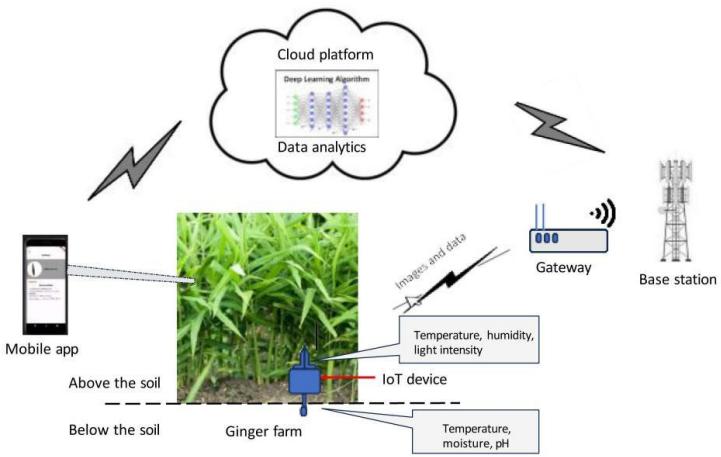 Cloud platform
Deep Learning Algorithm
Data analytics
Images and data
Gateway
Base station
Mobile app
Temperature, humidity,
light intensity
Above the soil
IoT device
Below the soil
Ginger farm
Temperature,
moisture, pH